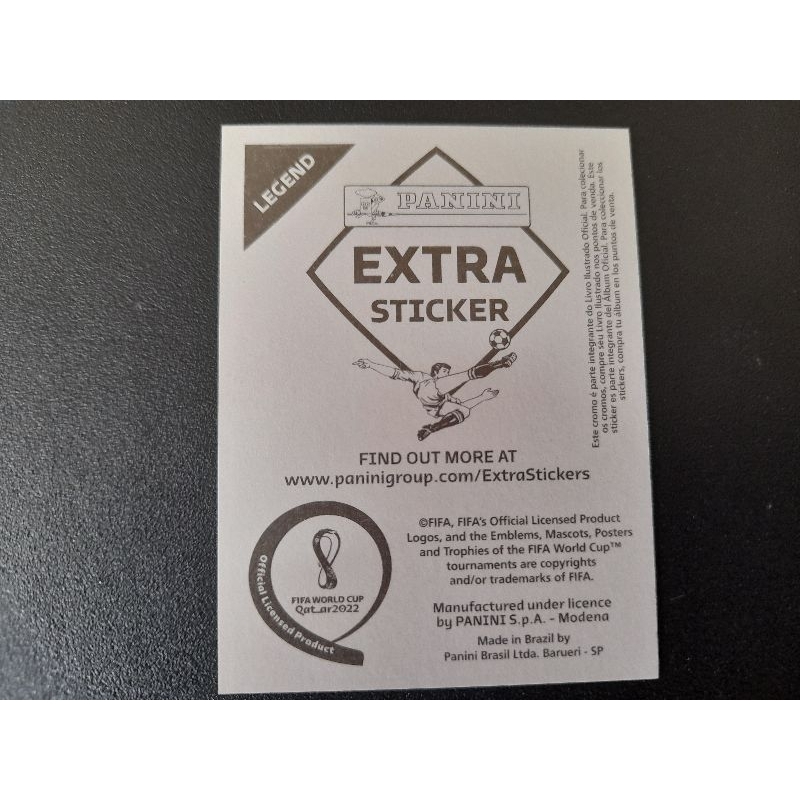 LEGEND
PANINI
EXTRA
STICKER
FIND OUT MORE AT
www.paninigroup.com/ExtraStickers
Official Licensed Product
FIFA WORLD CUP
Qatar2022
©FIFA, FIFA's Official Licensed Product
Logos, and the Emblems, Mascots, Posters
and Trophies of the FIFA World Cup™
tournaments are copyrights
and/or trademarks of FIFA.
Manufactured under licence
by PANINI S.p.A. - Modena
Made in Brazil by
Panini Brasil Ltda. Barueri - SP
Este cromo é parte integrante do Livro Ilustrado Oficial. Para colecionar
os cromos, compre seu Livro Ilustrado nos pontos de venda. Este
sticker es parte integrante del Álbum Oficial. Para coleccionar los
stickers, compra tu álbum en los puntos de venta.